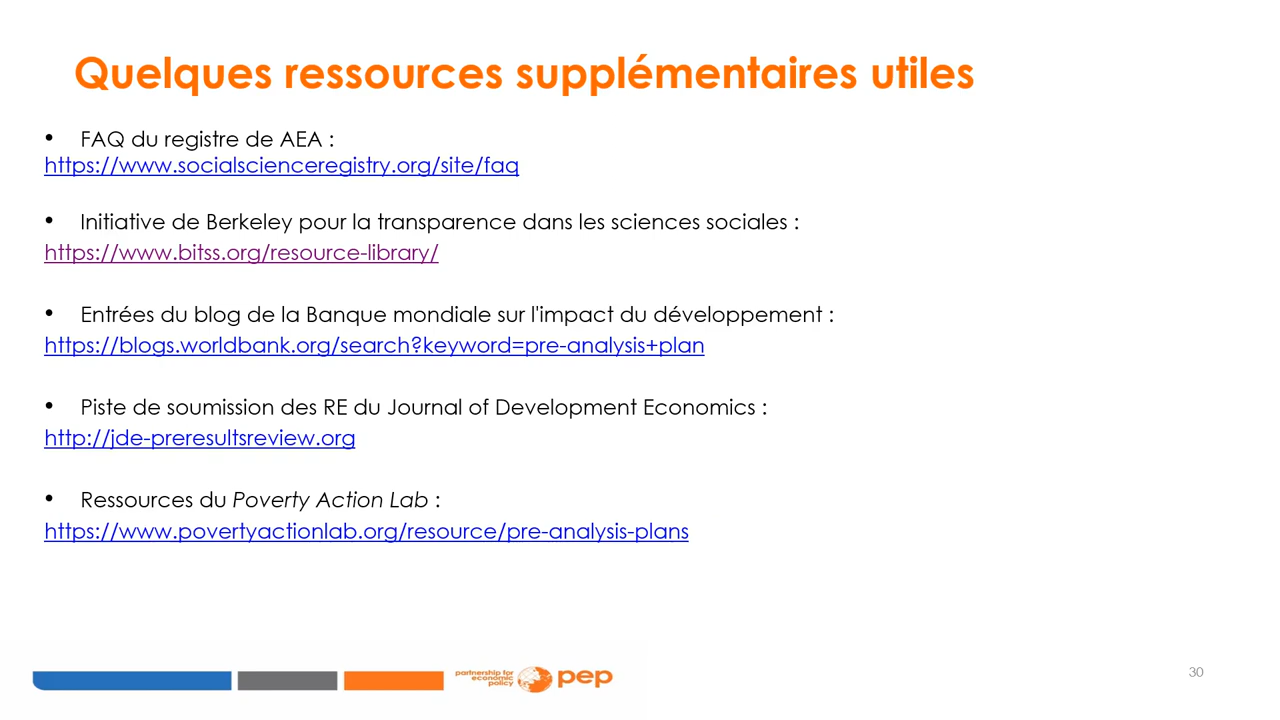 Quelques ressources supplémentaires utiles
• FAQ du registre de AEA :
https://www.socialscienceregistry.org/site/faq
• Initiative de Berkeley pour la transparence dans les sciences sociales :
https://www.bitss.org/resource-library/
• Entrées du blog de la Banque mondiale sur l'impact du développement :
https://blogs.worldbank.org/search?keyword=pre-analysis+plan
• Piste de soumission des RE du Journal of Development Economics :
http://jde-preresultsreview.org
• Ressources du Poverty Action Lab :
https://www.povertyactionlab.org/resource/pre-analysis-plans
partnership for
economic
policy
pep
30